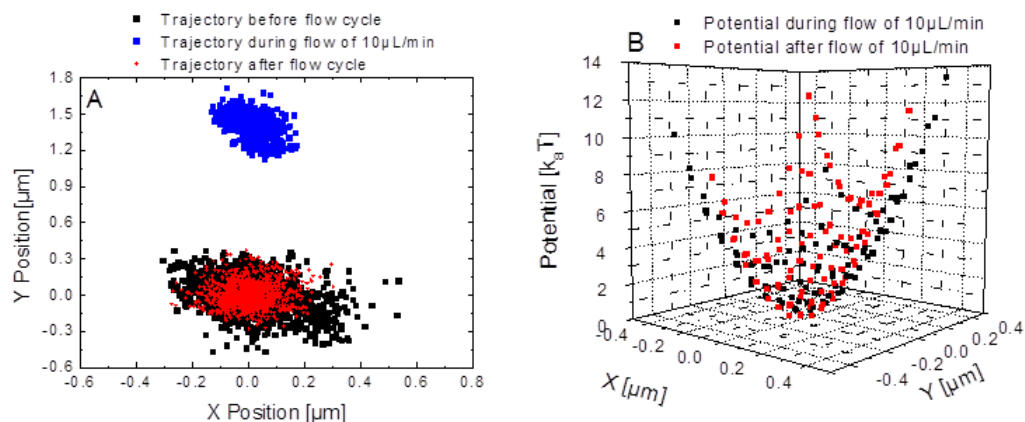 Trajectory before flow cycle
Trajectory during flow of 10µL/min
Trajectory after flow cycle
A
1.8
1.5
1.2
0.9
0.6
0.3
0.0
-0.3
-0.6
Y Position[µm]
-0.6 -0.4 -0.2 0.0 0.2 0.4 0.6 0.8
X Position [µm]
Potential during flow of 10µL/min
Potential after flow of 10µL/min
B
14
12
10
8
6
4
2
0
Potential [kBT]
-0.4
-0.2
0.0
0.2
0.4
X [µm]
-0.4
-0.2
0.0
0.2
0.4
Y [µm]